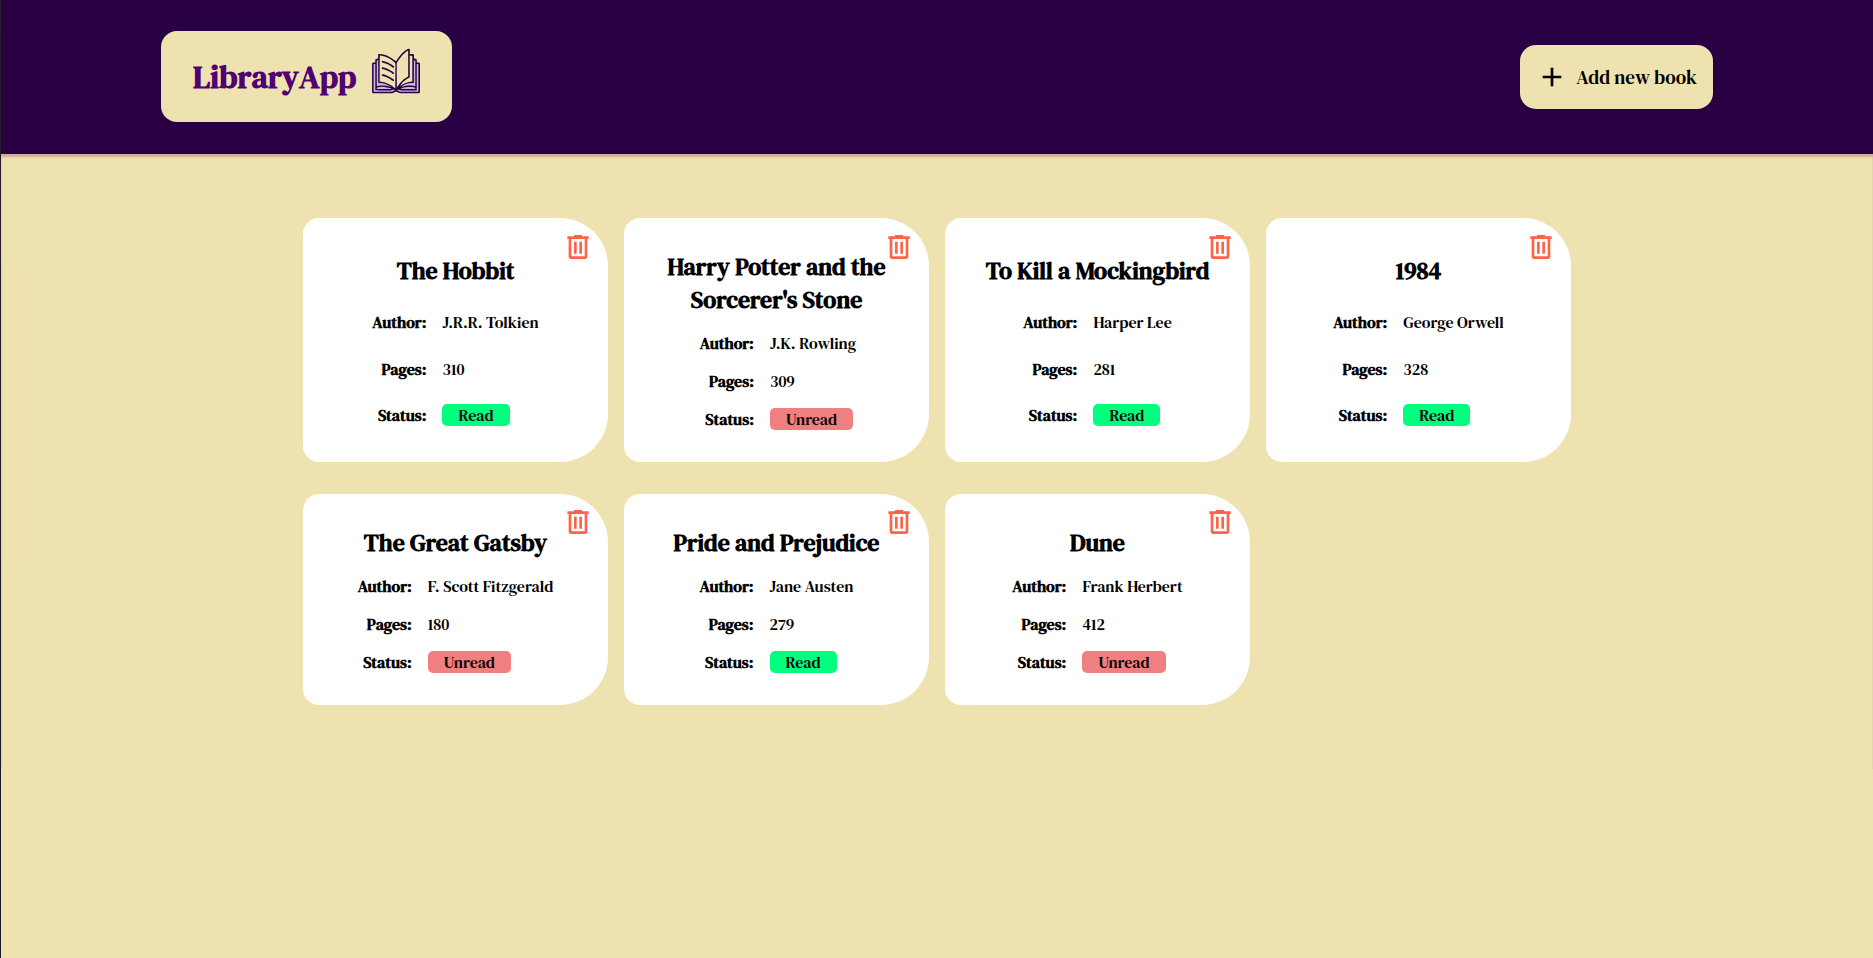 LibraryApp
Add new book
The Hobbit
Author: J.R.R. Tolkien
Pages: 310
Status: Read
Harry Potter and the
Sorcerer's Stone
Author: J.K. Rowling
Pages: 309
Status: Unread
To Kill a Mockingbird
Author: Harper Lee
Pages: 281
Status: Read
1984
Author: George Orwell
Pages: 328
Status: Read
The Great Gatsby
Author: F. Scott Fitzgerald
Pages: 180
Status: Unread
Pride and Prejudice
Author: Jane Austen
Pages: 279
Status: Read
Dune
Author: Frank Herbert
Pages: 412
Status: Unread